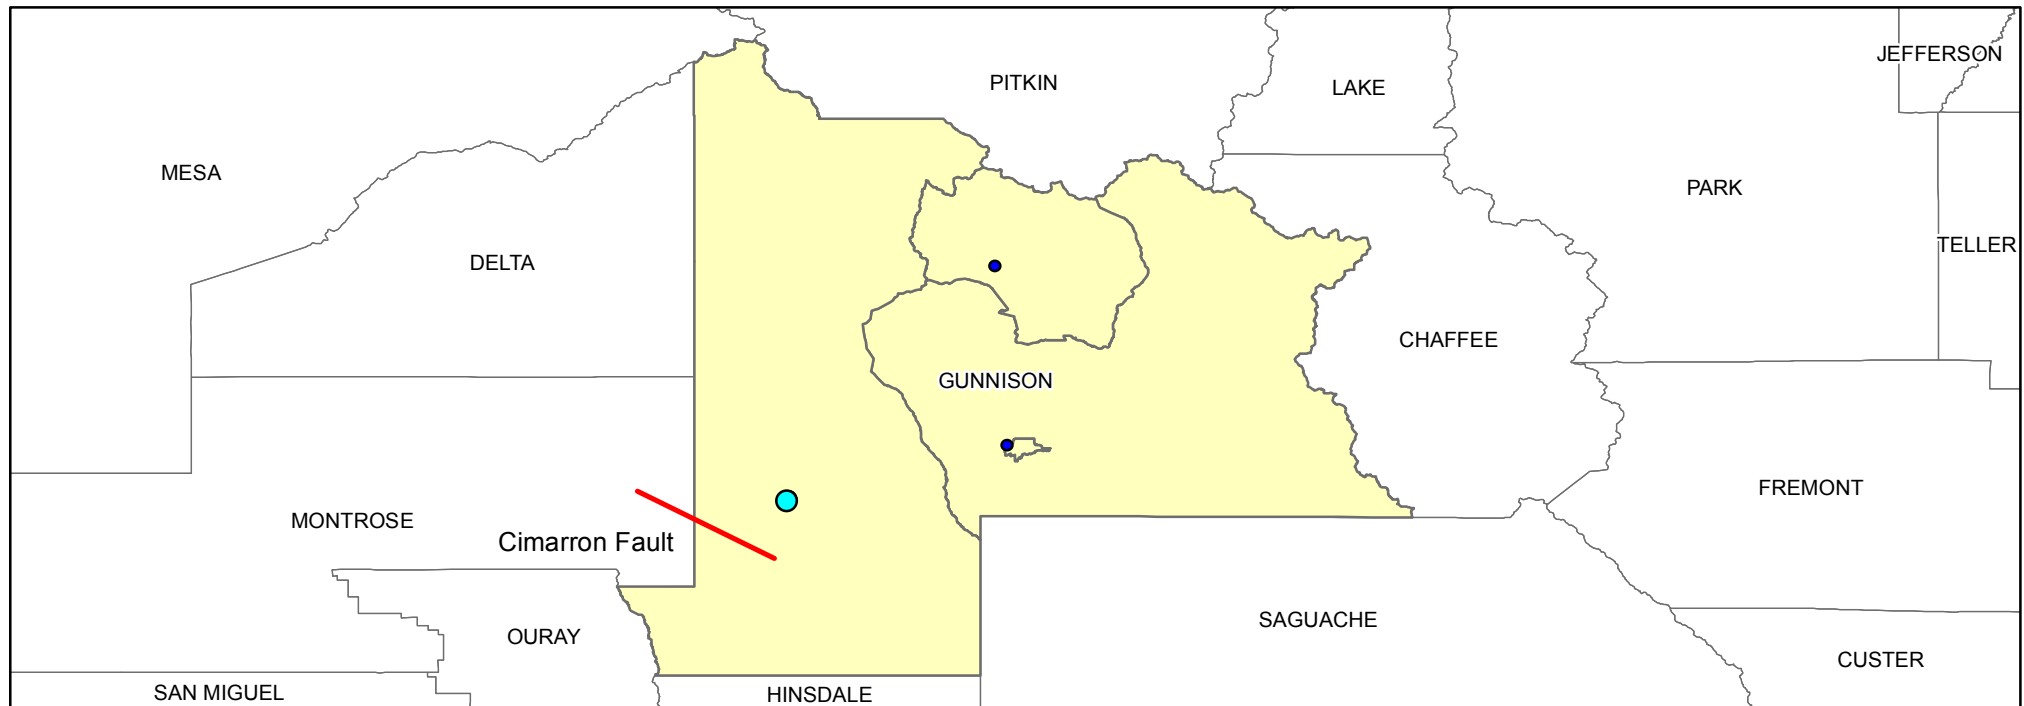 JEFFERSON
PITKIN
LAKE
MESA
PARK
TELLER
DELTA
CHAFFEE
GUNNISON
FREMONT
MONTROSE
Cimarron Fault
SAGUACHE
OURAY
CUSTER
SAN MIGUEL
HINSDALE